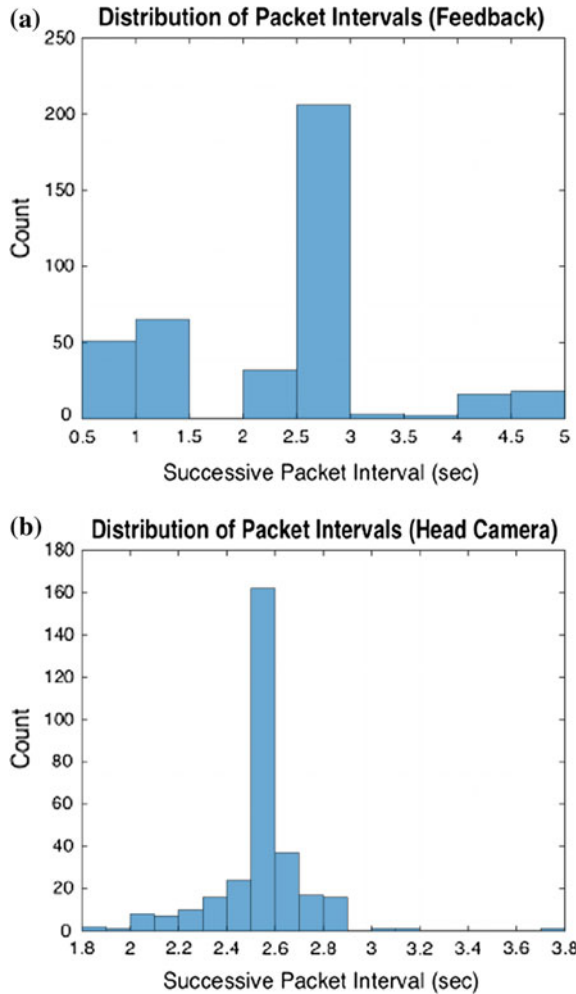 (a) Distribution of Packet Intervals (Feedback)
250
200
150
100
50
0
Count
0.5 1 1.5 2 2.5 3 3.5 4 4.5 5
Successive Packet Interval (sec)
(b) Distribution of Packet Intervals (Head Camera)
180
160
140
120
100
80
60
40
20
0
Count
1.8 2 2.2 2.4 2.6 2.8 3 3.2 3.4 3.6 3.8
Successive Packet Interval (sec)